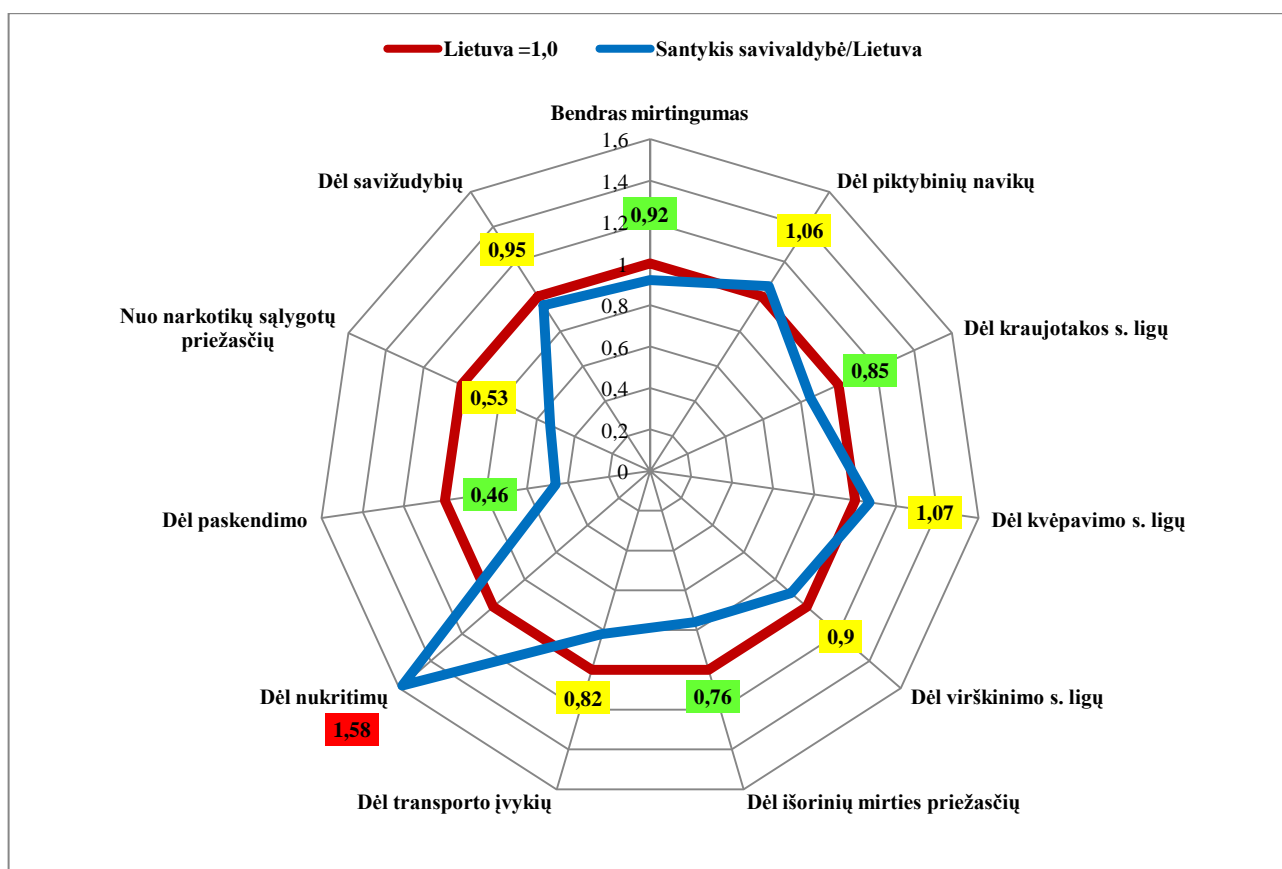 Lietuva =1,0
Santykis savivaldybė/Lietuva
Bendras mirtingumas
Dėl piktybinių navikų
Dėl kraujotakos s. ligų
Dėl kvėpavimo s. ligų
Dėl virškinimo s. ligų
Dėl išorinių mirties priežasčių
Dėl transporto įvykių
Dėl nukritimų
Dėl paskendimo
Nuo narkotikų sąlygotų
priežasčių
Dėl savižudybių
1,6
1,4
1,2
1
0,8
0,6
0,4
0,2
0
0,92
1,06
0,85
1,07
0,9
0,76
0,82
1,58
0,46
0,53
0,95